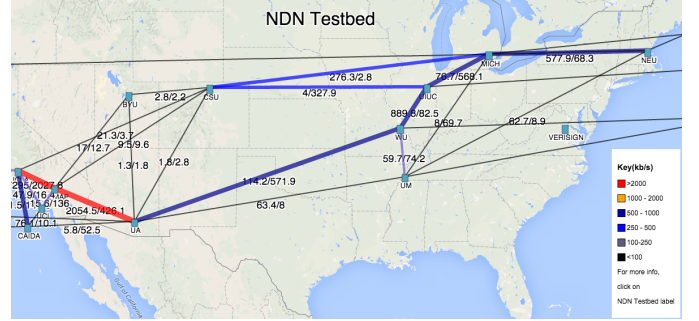 NDN Testbed
577.9/68.3
NEU
MICH
276.3/2.8
76.7/568.1
2.8/2.2
CSU
4/327.9
UIUC
BYU
889.8/82.5
21.3/3.7
8/69.7
62.7/8.9
17/12.7
9.5/9.6
WU
VERISIGN
1.3/1.8
1.8/2.8
59.7/74.2
114.2/571.9
UM
2054.5/426.1
63.4/8
UA
5.8/52.5
CAIDA
Gulf of California
Key(kb/s)
>2000
1000 - 2000
500 - 1000
250 - 500
100-250
<100
For more info,
click on
NDN Testbed label